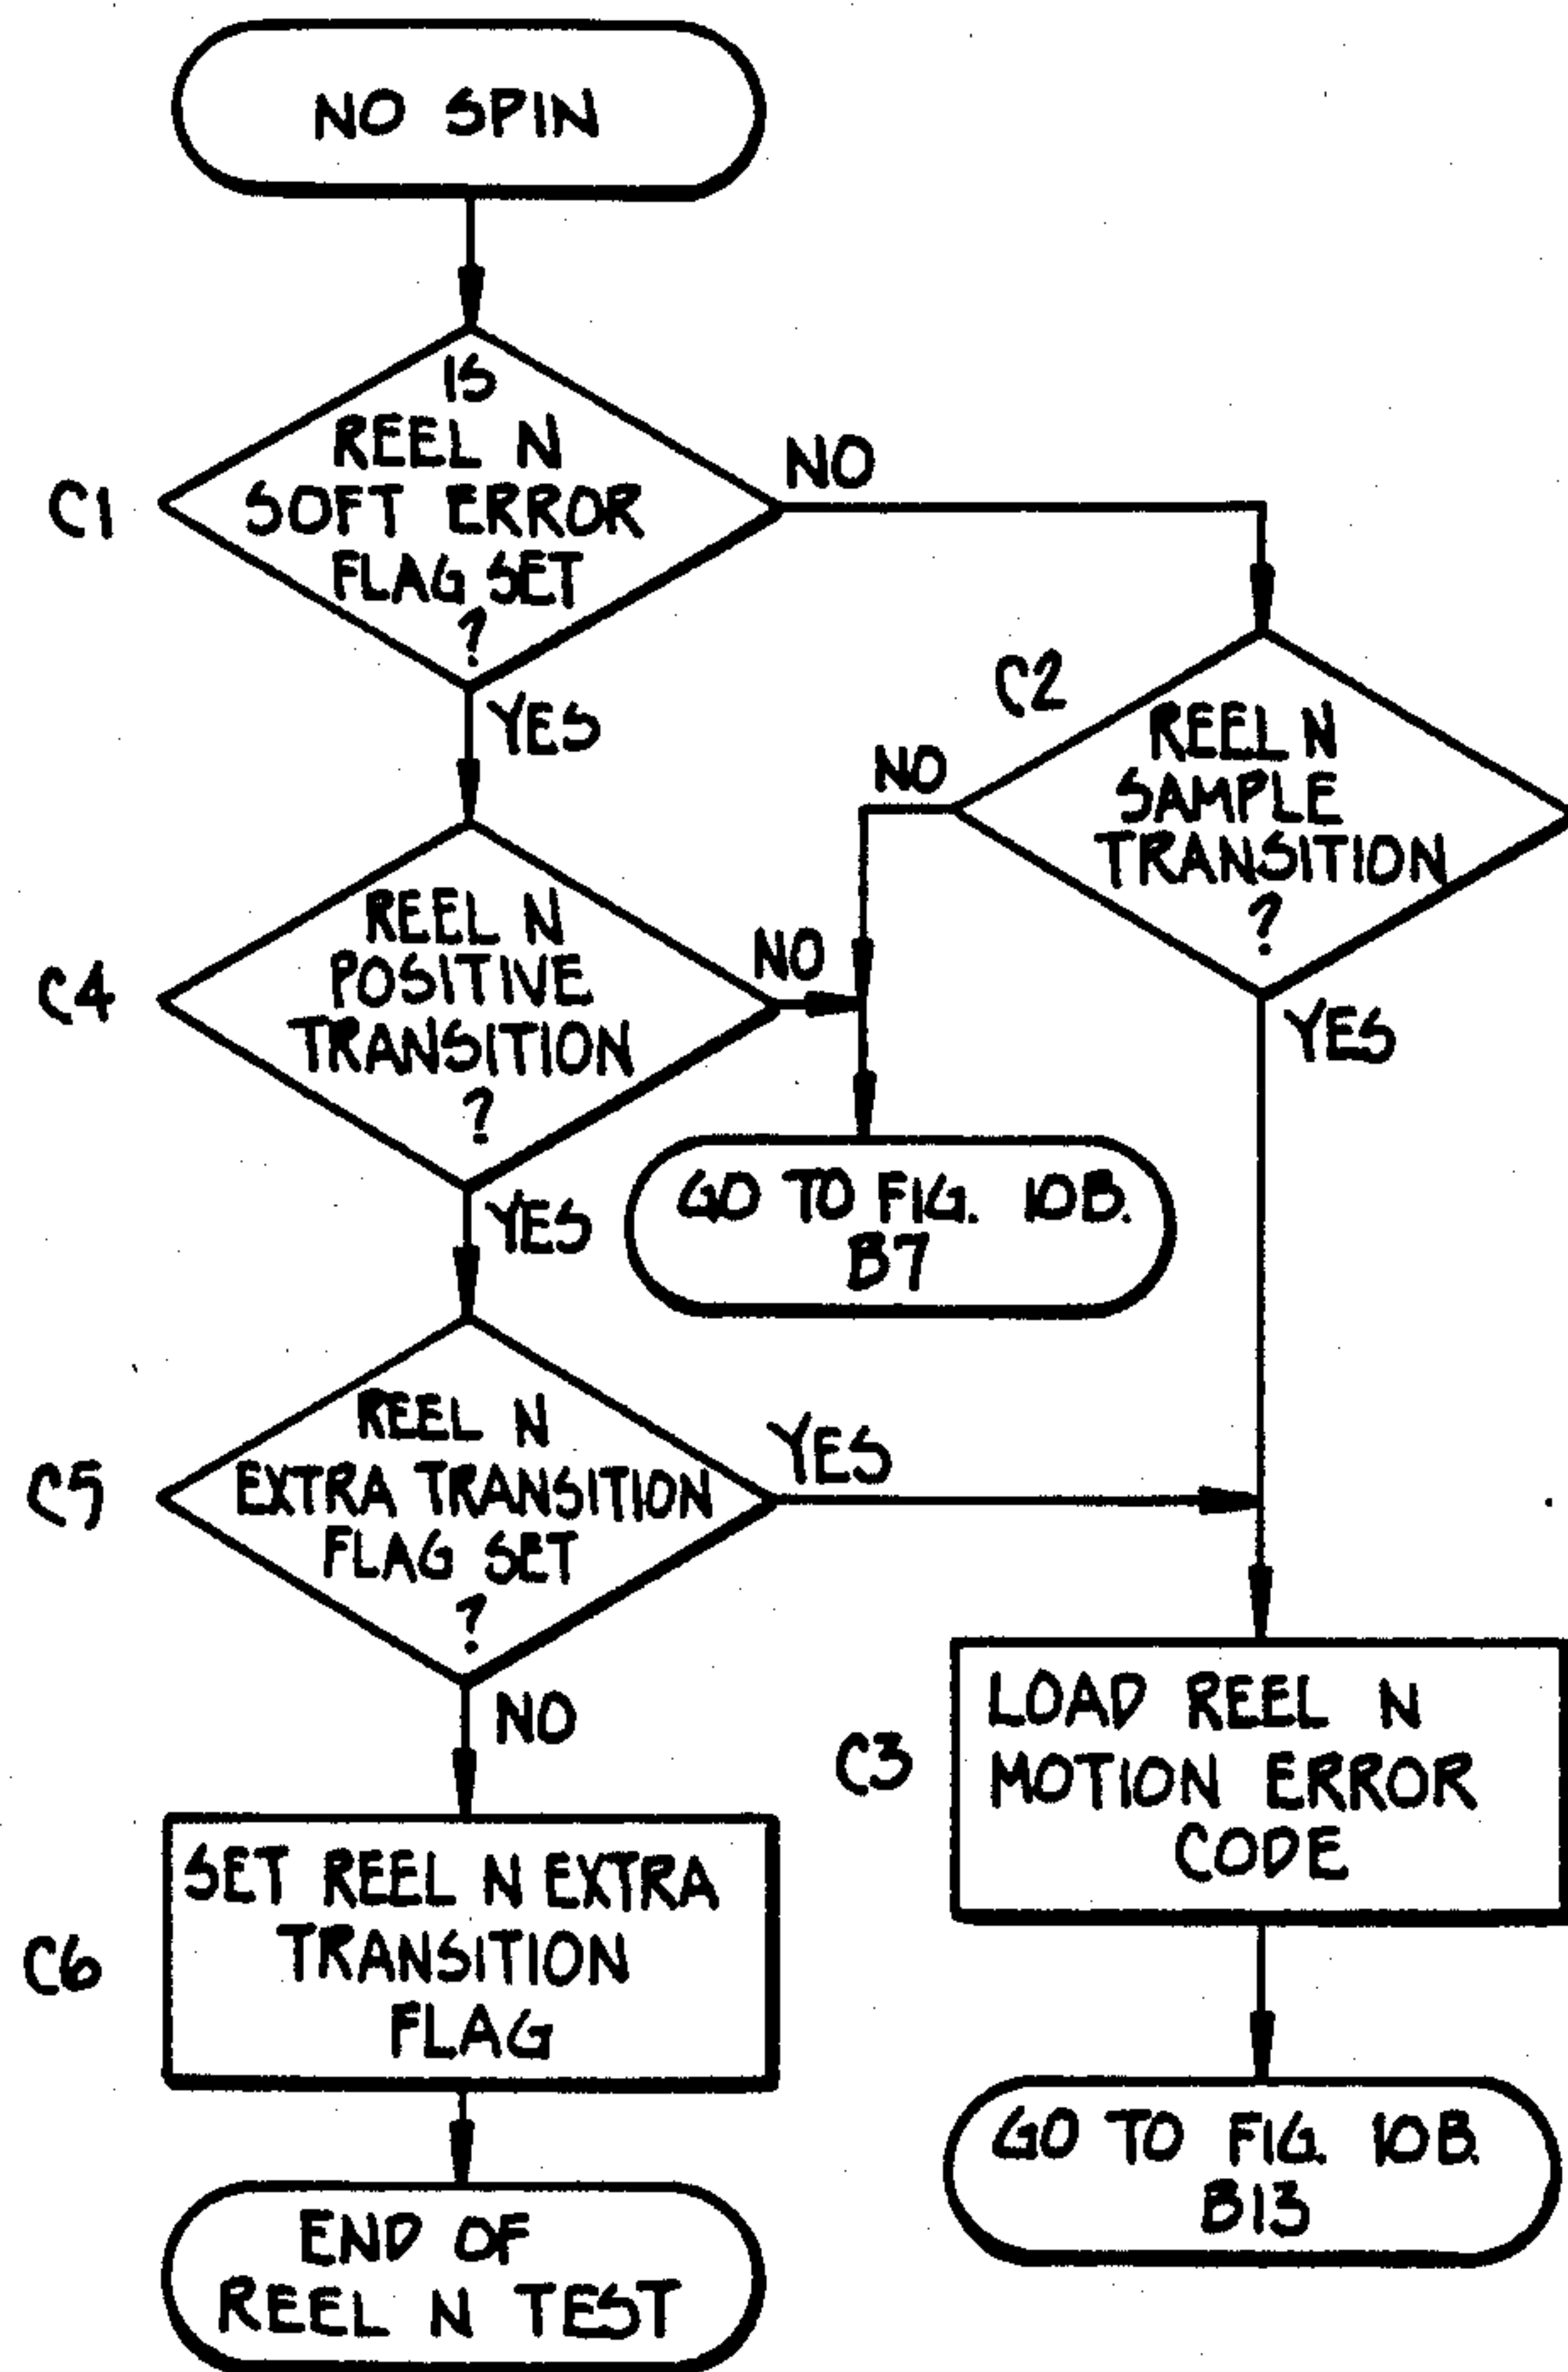 NO SPIN
IS
REEL N
SOFT ERROR
FLAG SET
?
C1
NO
YES
C2
REEL N
SAMPLE
TRANSITION
?
NO
YES
C4
REEL N
POSITIVE
TRANSITION
?
NO
YES
GO TO FIG. 10B.
B7
C5
REEL N
EXTRA TRANSITION
FLAG SET
?
YES
NO
C3
LOAD REEL N
MOTION ERROR
CODE
C6
SET REEL N EXTRA
TRANSITION
FLAG
GO TO FIG. 10B.
B13
END OF
REEL N TEST